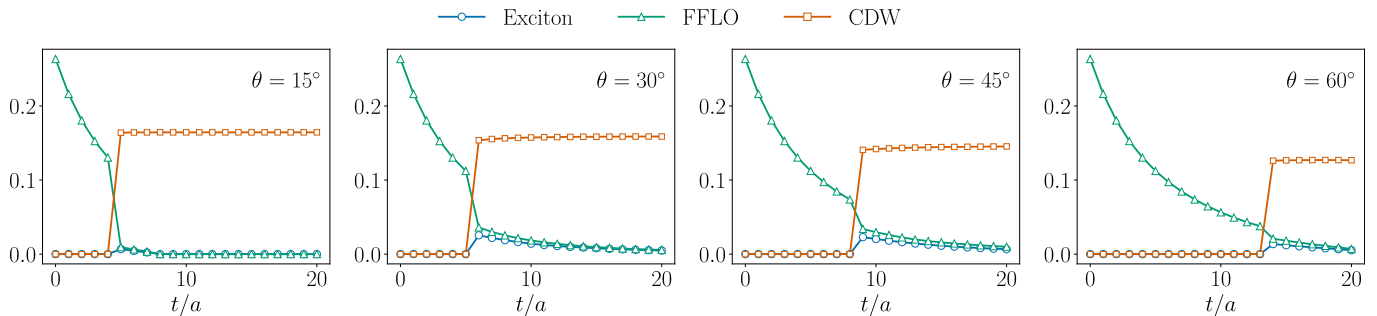 Exciton FFLO CDW
θ = 15° θ = 30° θ = 45° θ = 60°
0.2 0.2 0.2 0.2
0.1 0.1 0.1 0.1
0.0 0.0 0.0 0.0
0 10 20 0 10 20 0 10 20 0 10 20
t/a t/a t/a t/a